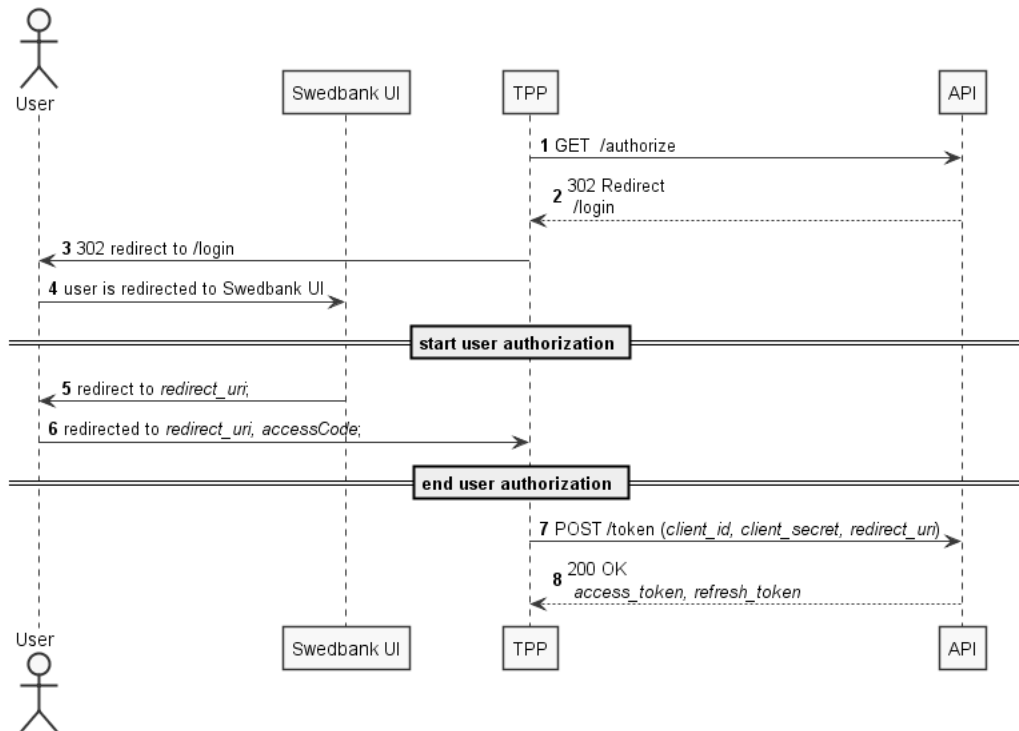 User
Swedbank UI
TPP
API
1 GET /authorize
302 Redirect
2
/login
3 302 redirect to /login
4 user is redirected to Swedbank UI
start user authorization
5 redirect to redirect_uri;
6 redirected to redirect_uri, accessCode;
end user authorization
7 POST /token (client_id, client_secret, redirect_uri)
200 OK
8
access_token, refresh_token
User
Swedbank UI
TPP
API